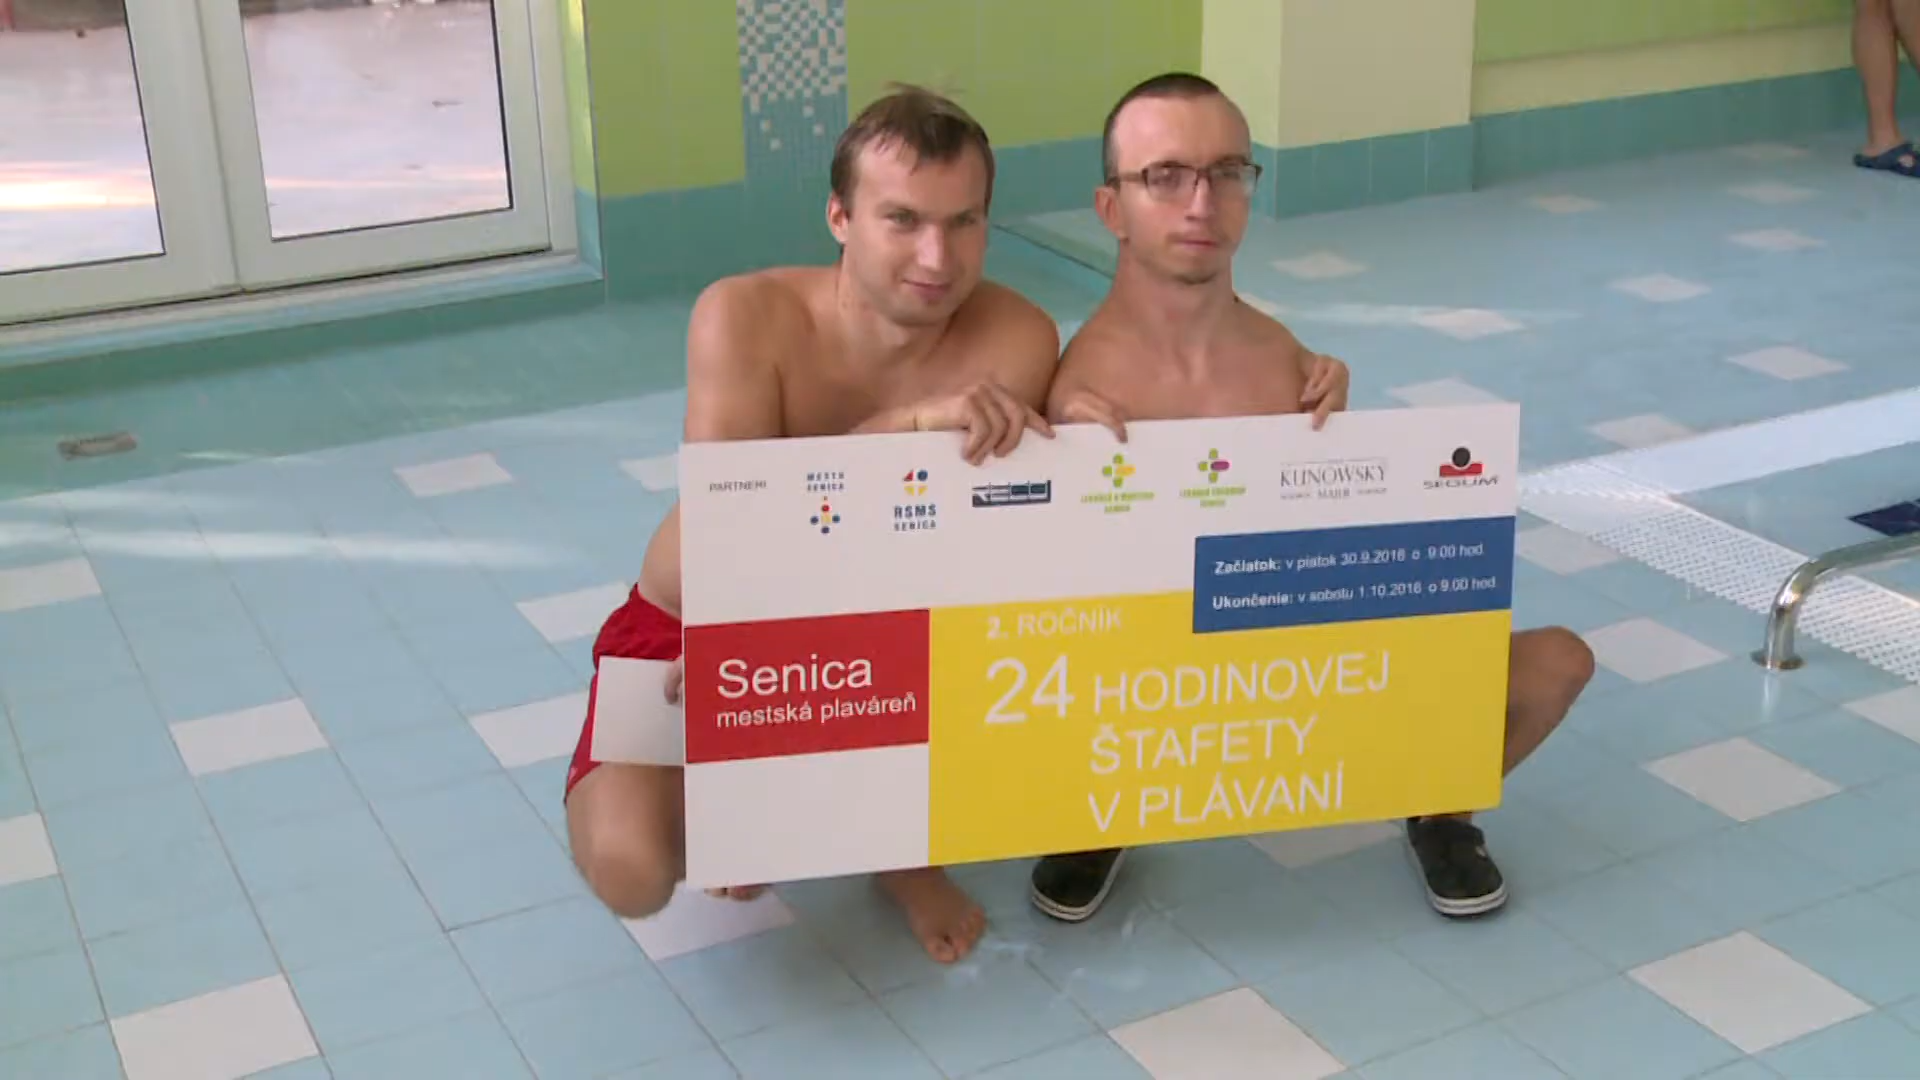 PARTNERI
MESTO
SENICA
RSMS
SENICA
KUNOWSKY
SEGUM
Začiatok: v piatok 30.9.2016 o 9.00 hod.
Ukončenie: v sobotu 1.10.2016 o 9.00 hod.
2. ROČNÍK
Senica
mestská plaváreň
24 HODINOVEJ
ŠTAFETY
V PLÁVANÍ